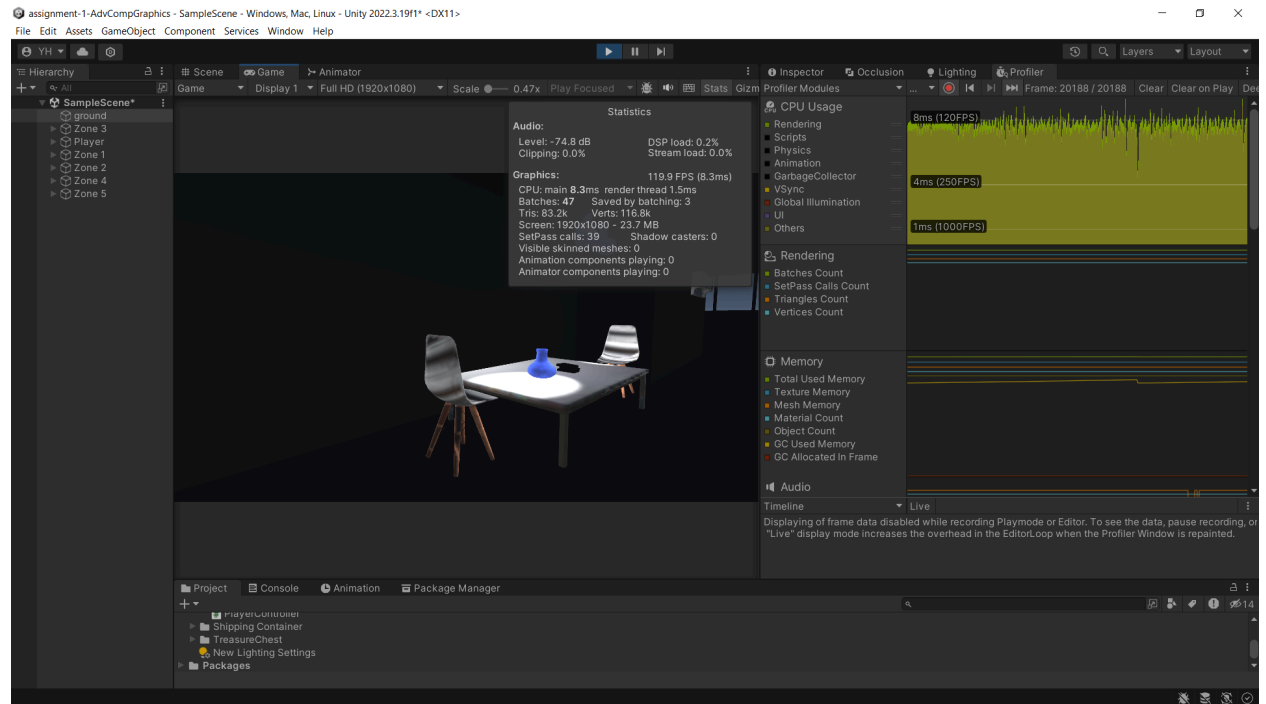 assignment-1-AdvCompGraphics - SampleScene - Windows, Mac, Linux - Unity 2022.3.19f1* <DX11>
File Edit Assets GameObject Component Services Window Help
YH Layers Layout
Hierarchy
All
SampleScene*
ground
Zone 3
Player
Zone 1
Zone 2
Zone 4
Zone 5
Scene Game Animator
Game Display 1 Full HD (1920x1080) Scale 0.47x Play Focused Stats Gizm
Statistics
Audio:
Level: -74.8 dB DSP load: 0.2%
Clipping: 0.0% Stream load: 0.0%
Graphics: 119.9 FPS (8.3ms)
CPU: main 8.3ms render thread 1.5ms
Batches: 47 Saved by batching: 3
Tris: 83.2k Verts: 116.8k
Screen: 1920x1080 - 23.7 MB
SetPass calls: 39 Shadow casters: 0
Visible skinned meshes: 0
Animation components playing: 0
Animator components playing: 0
Inspector Occlusion Lighting Profiler
Profiler Modules ... Frame: 20188 / 20188 Clear Clear on Play Dee
CPU Usage
Rendering
Scripts
Physics
Animation
GarbageCollector
VSync
Global Illumination
UI
Others
8ms (120FPS)
4ms (250FPS)
1ms (1000FPS)
Rendering
Batches Count
SetPass Calls Count
Triangles Count
Vertices Count
Memory
Total Used Memory
Texture Memory
Mesh Memory
Material Count
Object Count
GC Used Memory
GC Allocated In Frame
Audio
Timeline Live
Displaying of frame data disabled while recording Playmode or Editor. To see the data, pause recording, or
"Live" display mode increases the overhead in the EditorLoop when the Profiler Window is repainted.
Project Console Animation Package Manager
14
PlayerController
Shipping Container
TreasureChest
New Lighting Settings
Packages